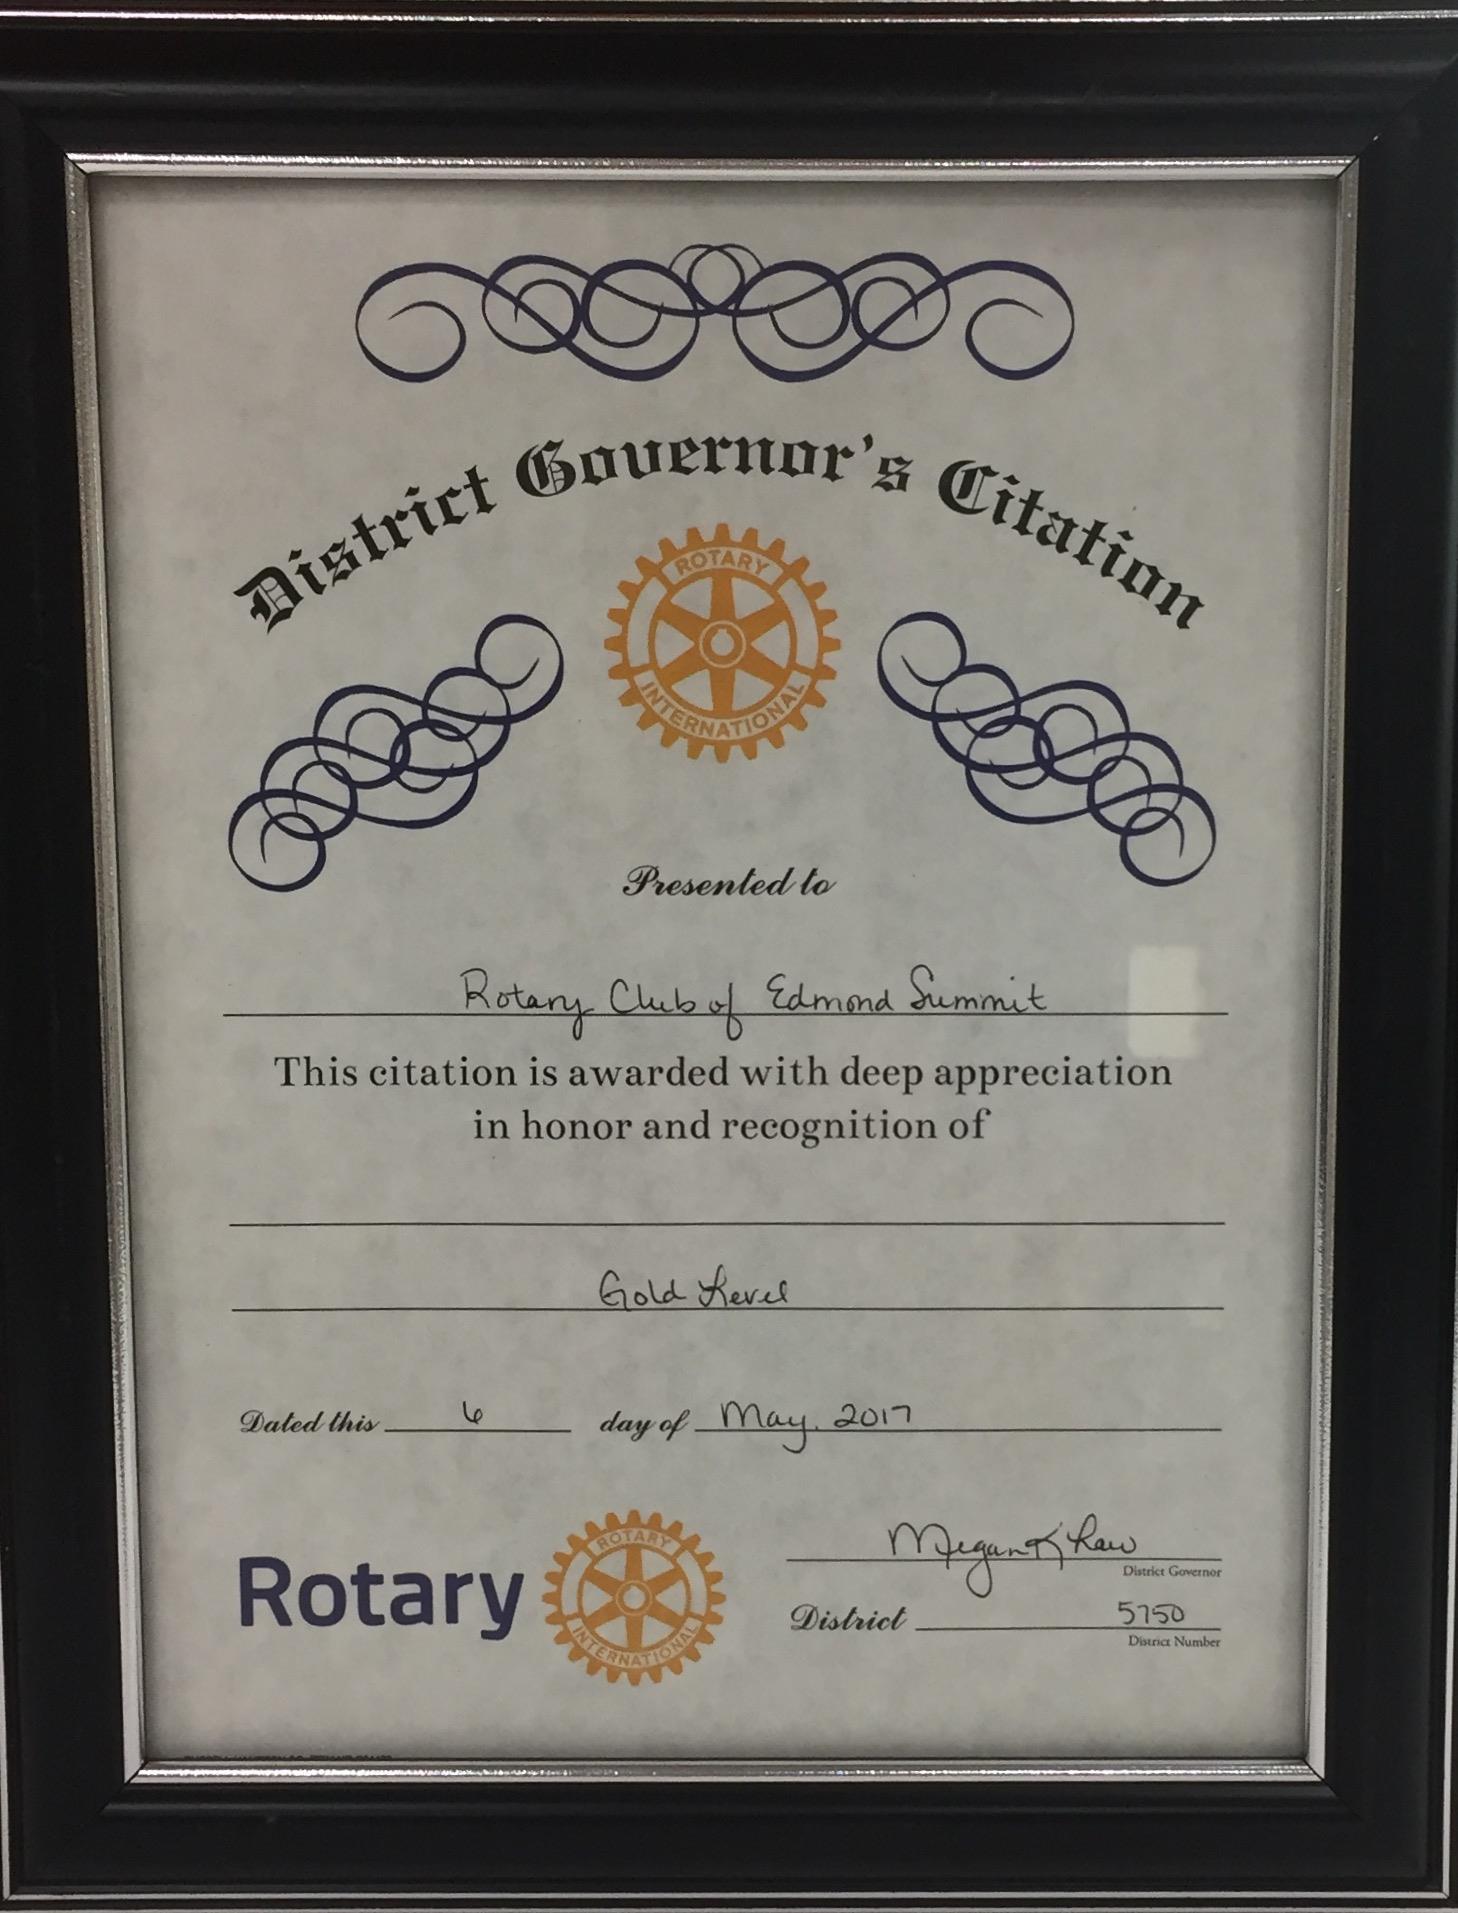 District Governor's Citation
ROTARY
INTERNATIONAL
Presented to
Rotary Club of Edmond Summit
This citation is awarded with deep appreciation
in honor and recognition of
Gold Level
Dated this 6 day of May, 2017
Megan K
District Governor
Rotary
ROTARY
INTERNATIONAL
District 5750
District Number